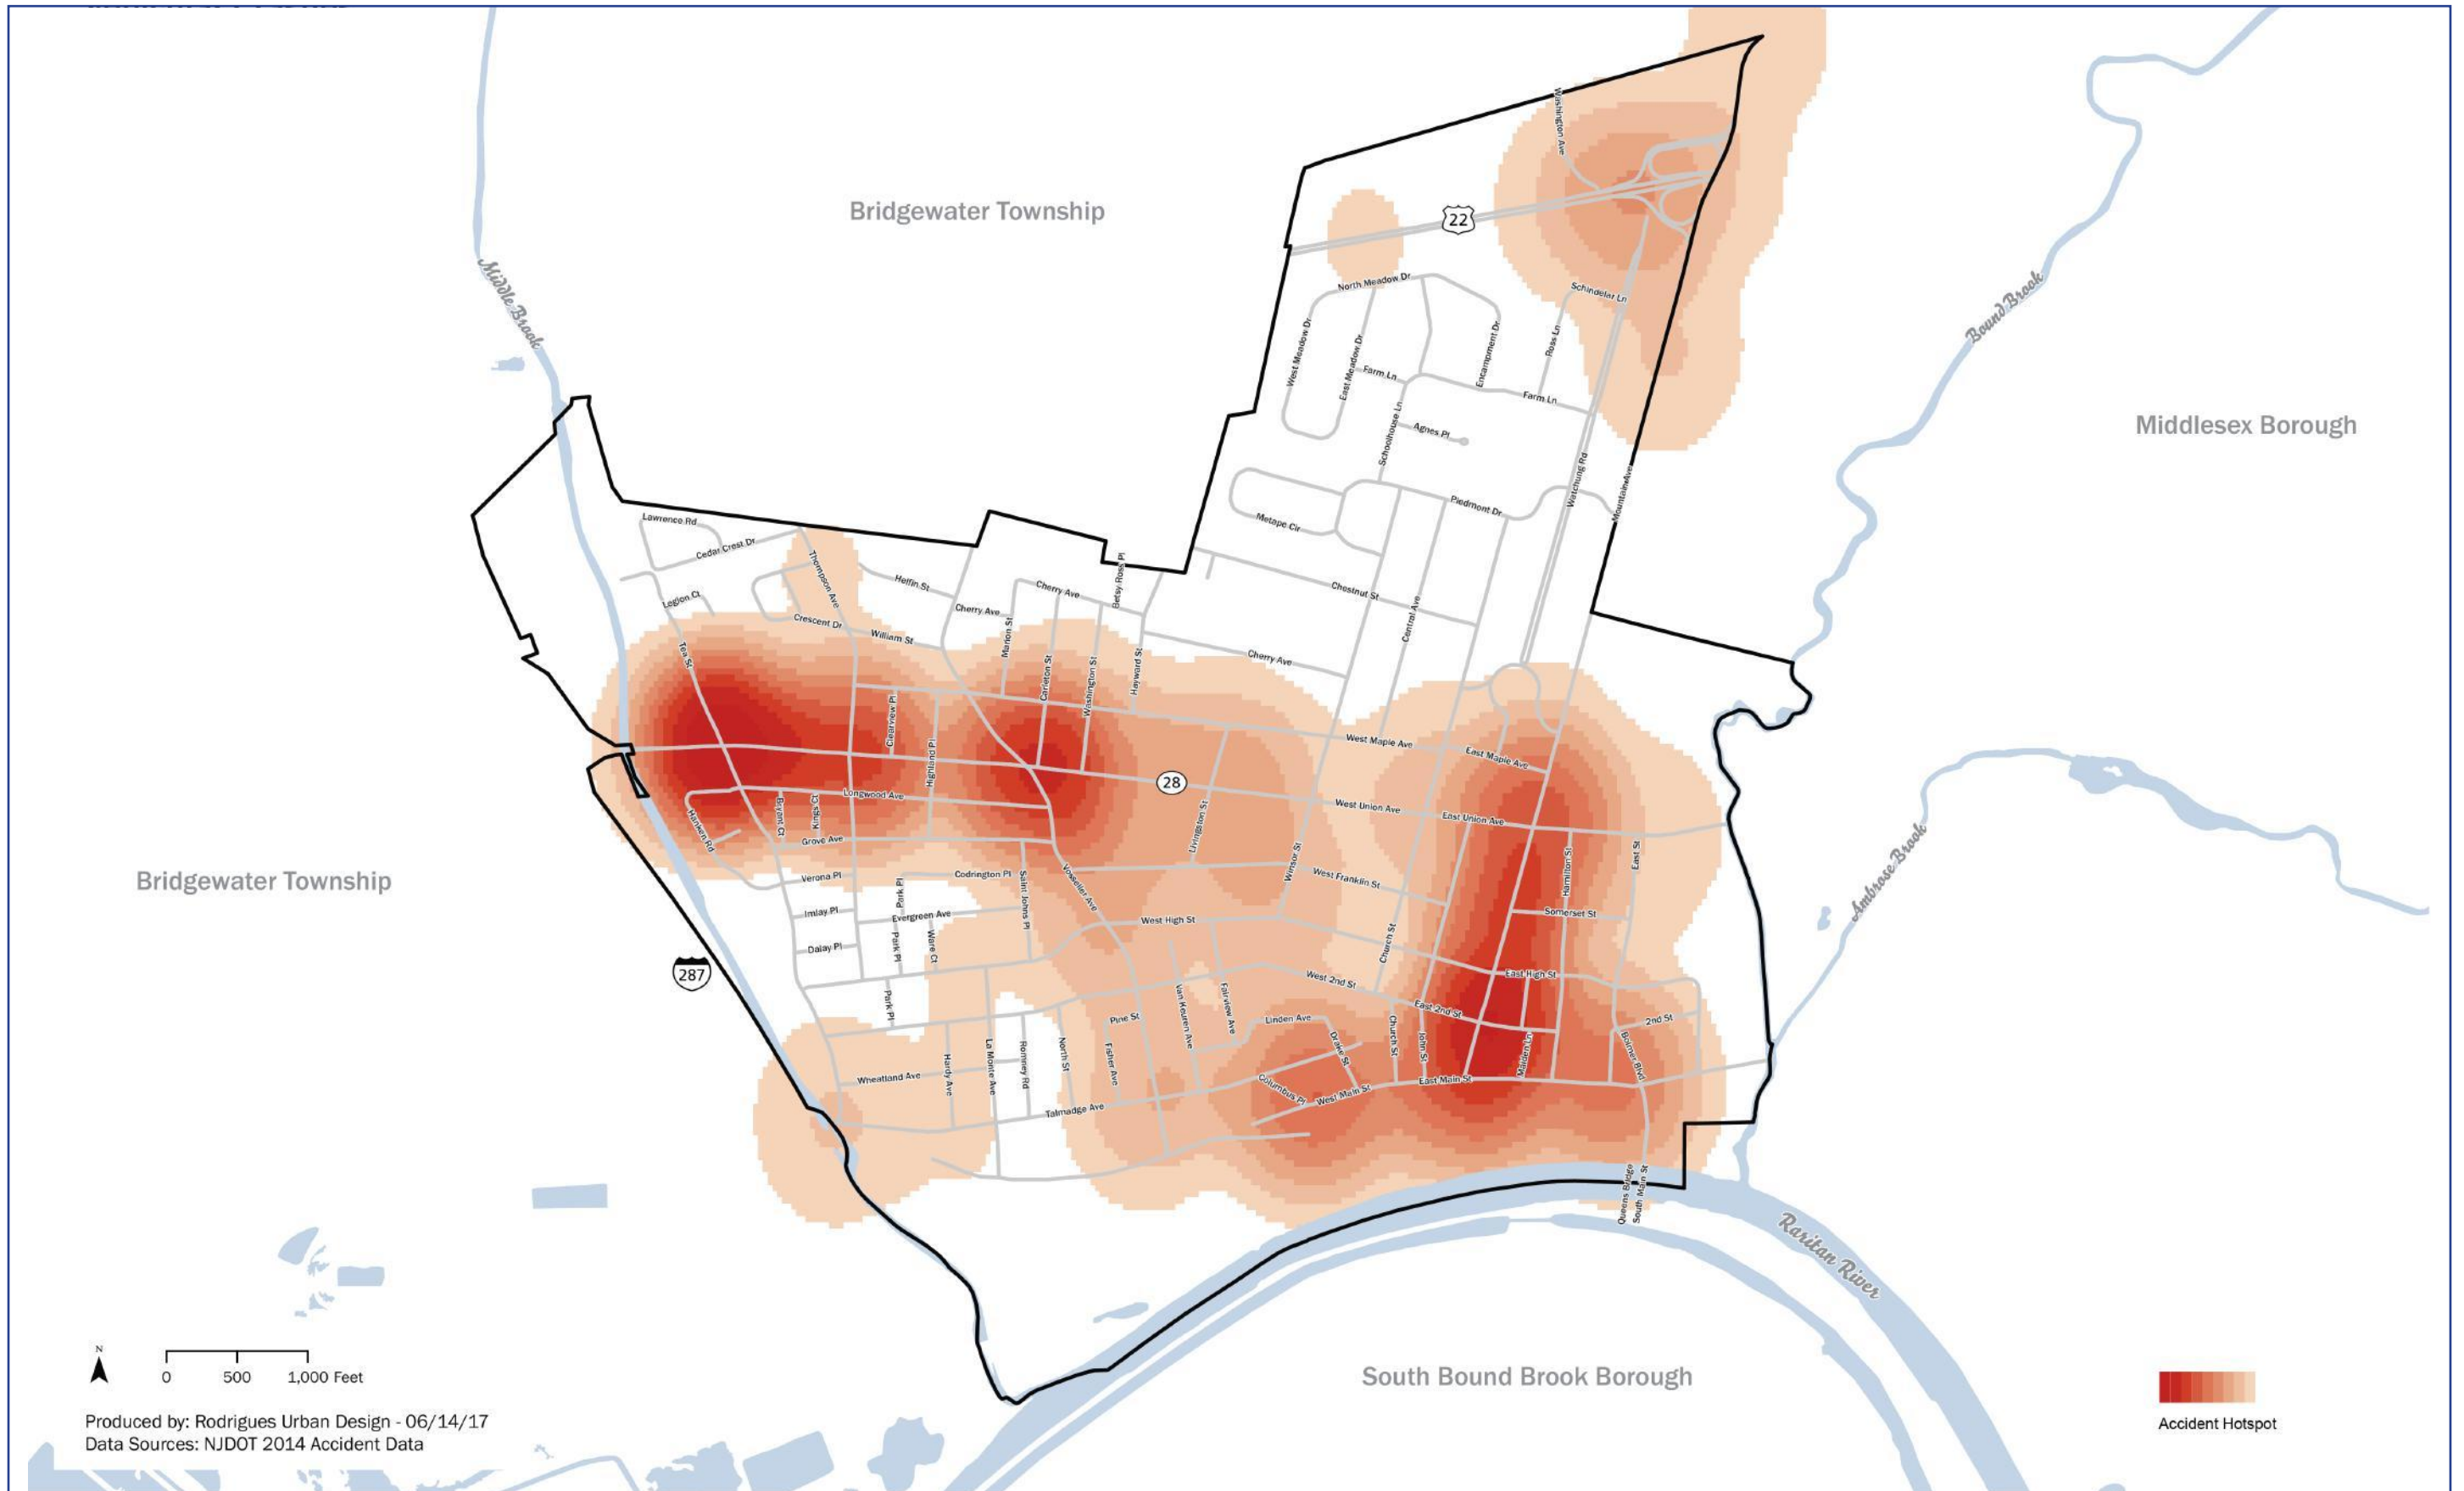 Bridgewater Township
Washington Ave
22
Middle Brook
North Meadow Dr
Schindelar Ln
Bound Brook
West Meadow Dr
East Meadow Dr
Encampment Dr
Ross Ln
Farm Ln
Farm Ln
Schoolhouse Ln
Agnes Pl
Middlesex Borough
Watchung Rd
Mountain Ave
Piedmont Dr
Metape Cir
Lawrence Rd
Cedar Crest Dr
Thompson Ave
Heffin St
Cherry Ave
Betsy Ross Pl
Chestnut St
Legion Ct
Cherry Ave
Central Ave
Crescent Dr
William St
Marion St
Tea St
Carleton St
Washington St
Hayward St
Cherry Ave
Clearview Pl
Highland Pl
West Maple Ave
East Maple Ave
28
Longwood Ave
West Union Ave
East Union Ave
Hanken Rd
Bryant Ct
Kings Ct
Grove Ave
Livingston St
Winsor St
Hamilton St
East St
Ambrose Brook
Bridgewater Township
Verona Pl
Codrington Pl
Vosseller Ave
West Franklin St
Park Pl
Saint Johns Pl
Imlay Pl
Evergreen Ave
West High St
Somerset St
Dalay Pl
Park Pl
Ware Ct
Church St
287
West 2nd St
East High St
Park Pl
Van Keuren Ave
Fairview Ave
East 2nd St
Pine St
Linden Ave
2nd St
Hardy Ave
La Monte Ave
Romney Rd
North St
Fisher Ave
Drake St
Church St
John St
Maiden Ln
Bolmer Blvd
Wheatland Ave
Columbus Pl
West Main St
East Main St
Talmadge Ave
Queens Bridge
South Main St
Raritan River
N
0 500 1,000 Feet
South Bound Brook Borough
Produced by: Rodrigues Urban Design - 06/14/17
Data Sources: NJDOT 2014 Accident Data
Accident Hotspot